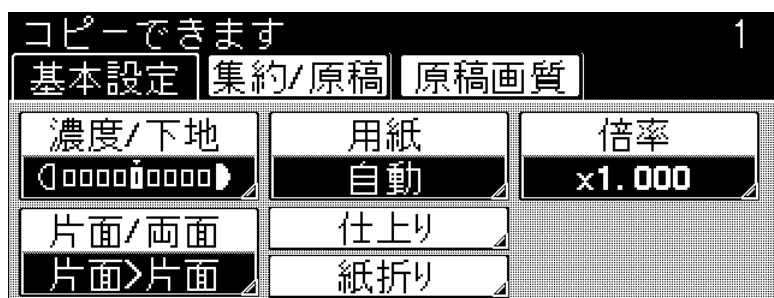 コピーできます 1
基本設定 集約/原稿 原稿画質
濃度/下地 用紙 倍率
自動 x1.000
片面/両面 仕上り
片面>片面 紙折り